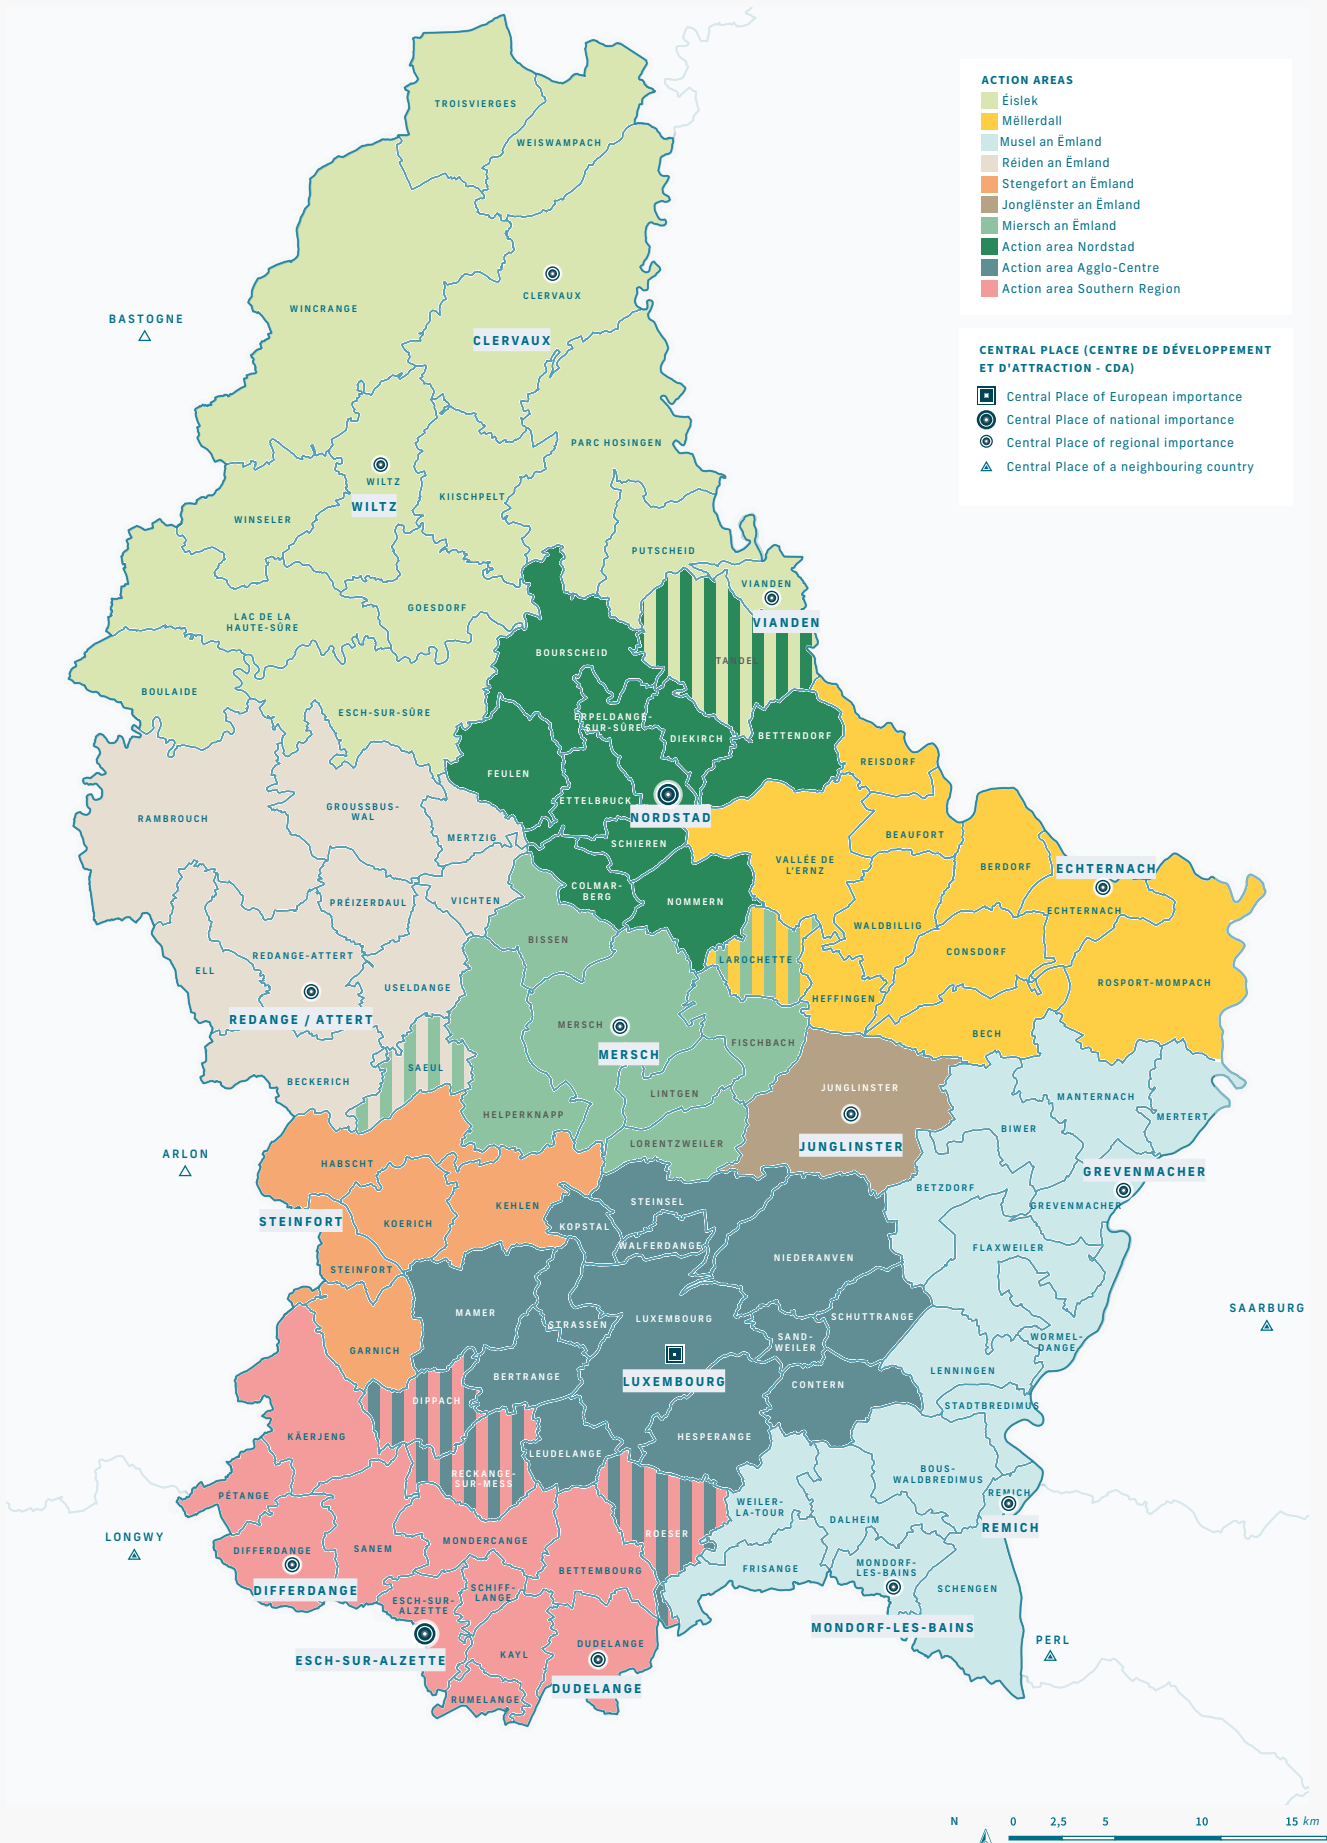 ACTION AREAS
Éislek
Mëllerdall
Musel an Ëmland
Réiden an Ëmland
Stengefort an Ëmland
Jonglënster an Ëmland
Miersch an Ëmland
Action area Nordstad
Action area Agglo-Centre
Action area Southern Region
CENTRAL PLACE (CENTRE DE DÉVELOPPEMENT
ET D'ATTRACTION - CDA)
Central Place of European importance
Central Place of national importance
Central Place of regional importance
Central Place of a neighbouring country
TROISVIERGES
WEISWAMPACH
CLERVAUX
WINCRANGE
BASTOGNE
CLERVAUX
PARC HOSINGEN
WILTZ
KIISCHPELT
WILTZ
WINSELER
PUTSCHEID
VIANDEN
GOESDORF
LAC DE LA
HAUTE-SÛRE
VIANDEN
BOURSCHEID
TANDEL
BOULAIDE
ESCH-SUR-SÛRE
ERPELDANGE-
SUR-SÛRE
DIEKIRCH
BETTENDORF
REISDORF
FEULEN
ETTELBRUCK
GROUSSBUS-
WAL
RAMBROUCH
NORDSTAD
MERTZIG
BEAUFORT
SCHIEREN
VALLÉE DE
L'ERNZ
BERDORF
ECHTERNACH
COLMAR-
BERG
PRÉIZERDAUL
VICHTEN
NOMMERN
ECHTERNACH
WALDBILLIG
BISSEN
CONSDORF
REDANGE-ATTERT
LAROCHETTE
ELL
ROSPORT-MOMPACH
USELDANGE
HEFFINGEN
REDANGE / ATTERT
MERSCH
BECH
MERSCH
FISCHBACH
SAEUL
BECKERICH
JUNGLINSTER
LINTGEN
MANTERNACH
HELPERKNAPP
MERTERT
BIWER
LORENTZWEILER
JUNGLINSTER
ARLON
HABSCHT
GREVENMACHER
BETZDORF
STEINSEL
KEHLEN
GREVENMACHER
STEINFORT
KOERICH
KOPSTAL
WALFERDANGE
FLAXWEILER
NIEDERANVEN
STEINFORT
SAARBURG
MAMER
LUXEMBOURG
SCHUTTRANGE
STRASSEN
SAND-
WEILER
WORMEL-
DANGE
GARNICH
LENNINGEN
BERTRANGE
LUXEMBOURG
CONTERN
DIPPACH
STADTBREDIMUS
KÄERJENG
HESPERANGE
LEUDELANGE
BOUS-
WALDBREDIMUS
RECKANGE-
SUR-MESS
PÉTANGE
REMICH
WEILER-
LA-TOUR
DALHEIM
REMICH
ROESER
LONGWY
MONDERCANGE
DIFFERDANGE
SANEM
BETTEMBOURG
FRISANGE
MONDORF-
LES-BAINS
DIFFERDANGE
SCHIFF-
LANGE
SCHENGEN
ESCH-SUR-
ALZETTE
MONDORF-LES-BAINS
DUDELANGE
PERL
KAYL
ESCH-SUR-ALZETTE
DUDELANGE
RUMELANGE
N 0 2,5 5 10 15 km